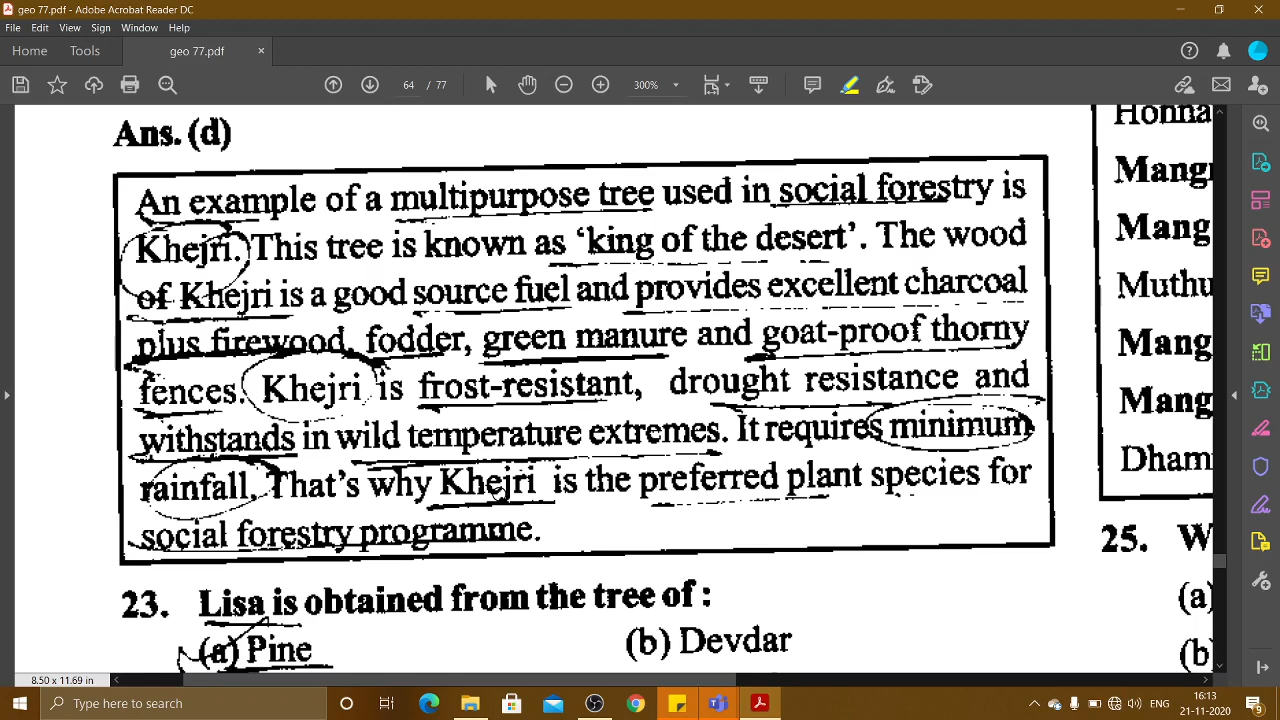 geo 77.pdf - Adobe Acrobat Reader DC
File Edit View Sign Window Help
Home Tools geo 77.pdf ×
64 / 77 300%
Ans. (d)
An example of a multipurpose tree used in social forestry is
Khejri. This tree is known as ‘king of the desert’. The wood
of Khejri is a good source fuel and provides excellent charcoal
plus firewood, fodder, green manure and goat-proof thorny
fences. Khejri is frost-resistant, drought resistance and
withstands in wild temperature extremes. It requires minimum
rainfall. That’s why Khejri is the preferred plant species for
social forestry programme.
23. Lisa is obtained from the tree of :
(a) Pine (b) Devdar
Honna
Mang
Mang
Muthu
Mang
Mang
Dham
25. W
(a)
(b)
8.50 x 11.69 in
Type here to search
16:13
21-11-2020
9